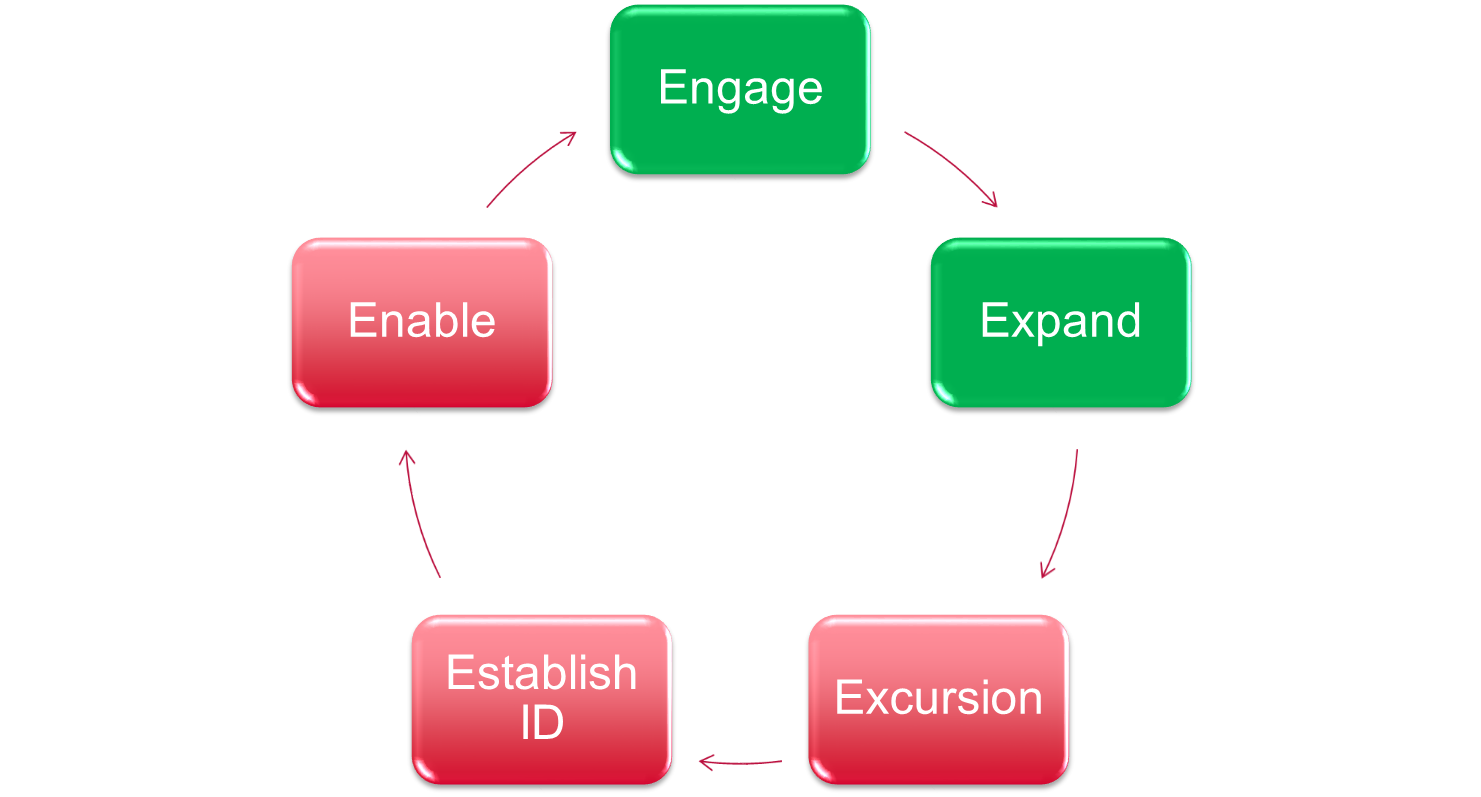 Engage
Expand
Excursion
Establish
ID
Enable